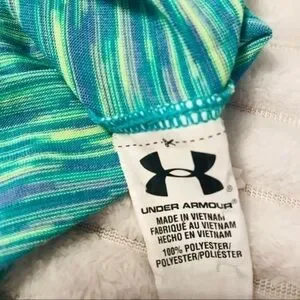 UNDER ARMOUR®
MADE IN VIETNAM
FABRIQUÉ AU VIETNAM
HECHO EN VIETNAM
100% POLYESTER/
POLYESTER/POLIÉSTER